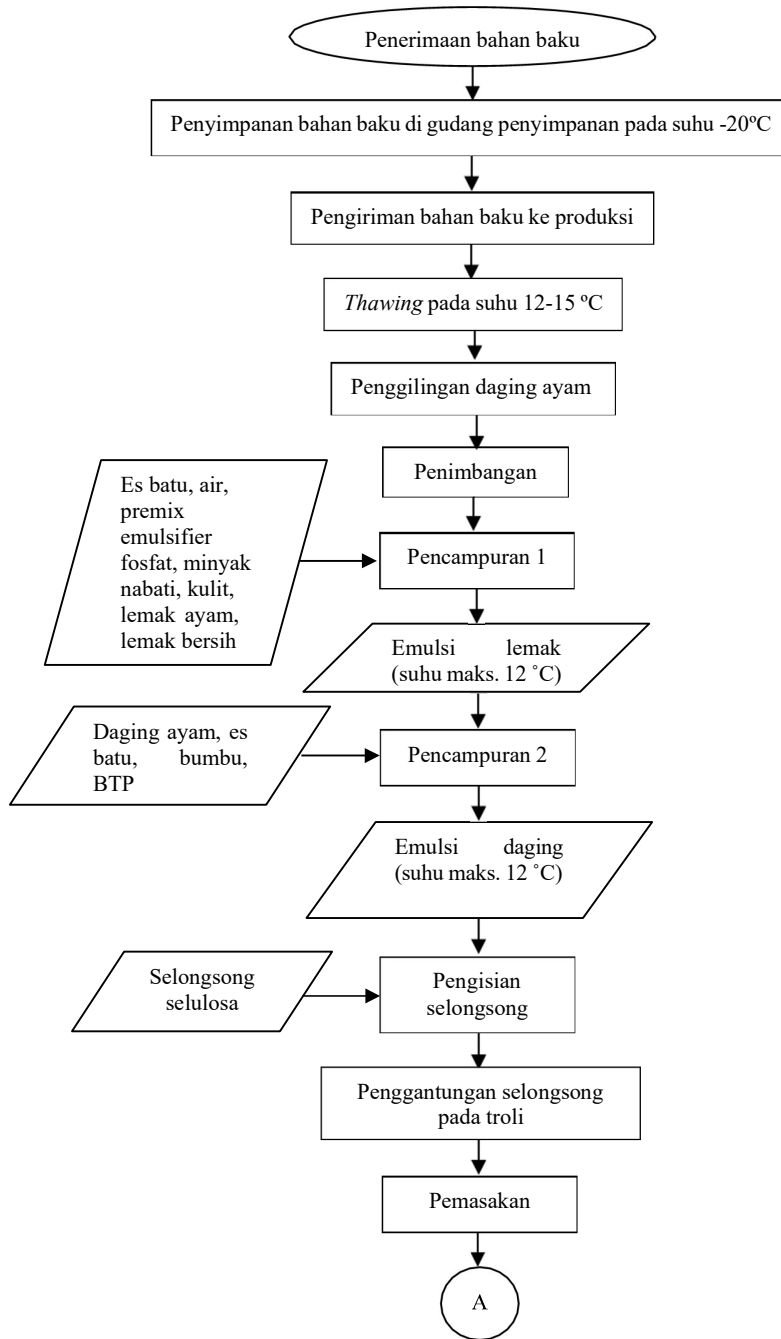 Penerimaan bahan baku
Penyimpanan bahan baku di gudang penyimpanan pada suhu -20ºC
Pengiriman bahan baku ke produksi
Thawing pada suhu 12-15 ºC
Penggilingan daging ayam
Penimbangan
Es batu, air,
premix
emulsifier
fosfat, minyak
nabati, kulit,
lemak ayam,
lemak bersih
Pencampuran 1
Emulsi lemak
(suhu maks. 12 ˚C)
Daging ayam, es
batu, bumbu,
BTP
Pencampuran 2
Emulsi daging
(suhu maks. 12 ˚C)
Selongsong
selulosa
Pengisian
selongsong
Penggantungan selongsong
pada troli
Pemasakan
A